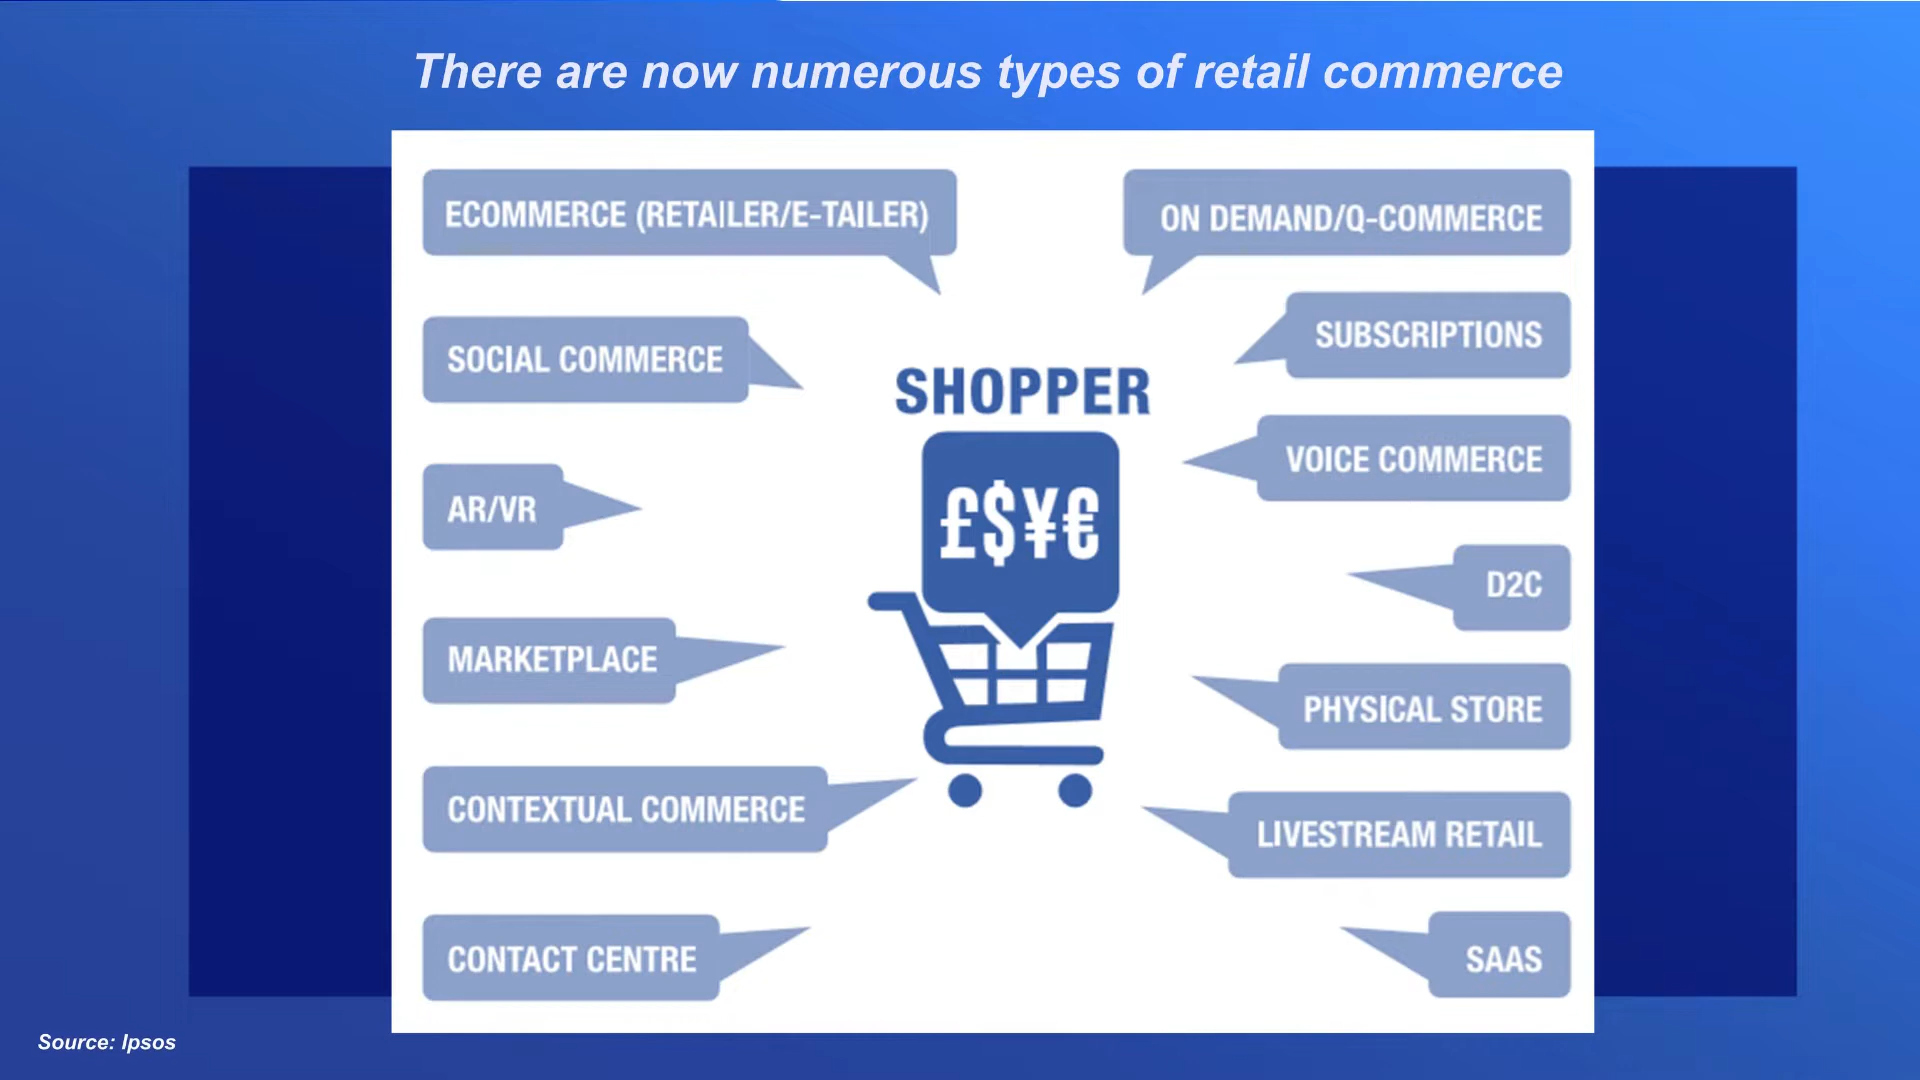 There are now numerous types of retail commerce
ECOMMERCE (RETAILER/E-TAILER)
SOCIAL COMMERCE
AR/VR
MARKETPLACE
CONTEXTUAL COMMERCE
CONTACT CENTRE
SHOPPER
£$¥€
ON DEMAND/Q-COMMERCE
SUBSCRIPTIONS
VOICE COMMERCE
D2C
PHYSICAL STORE
LIVESTREAM RETAIL
SAAS
Source: Ipsos